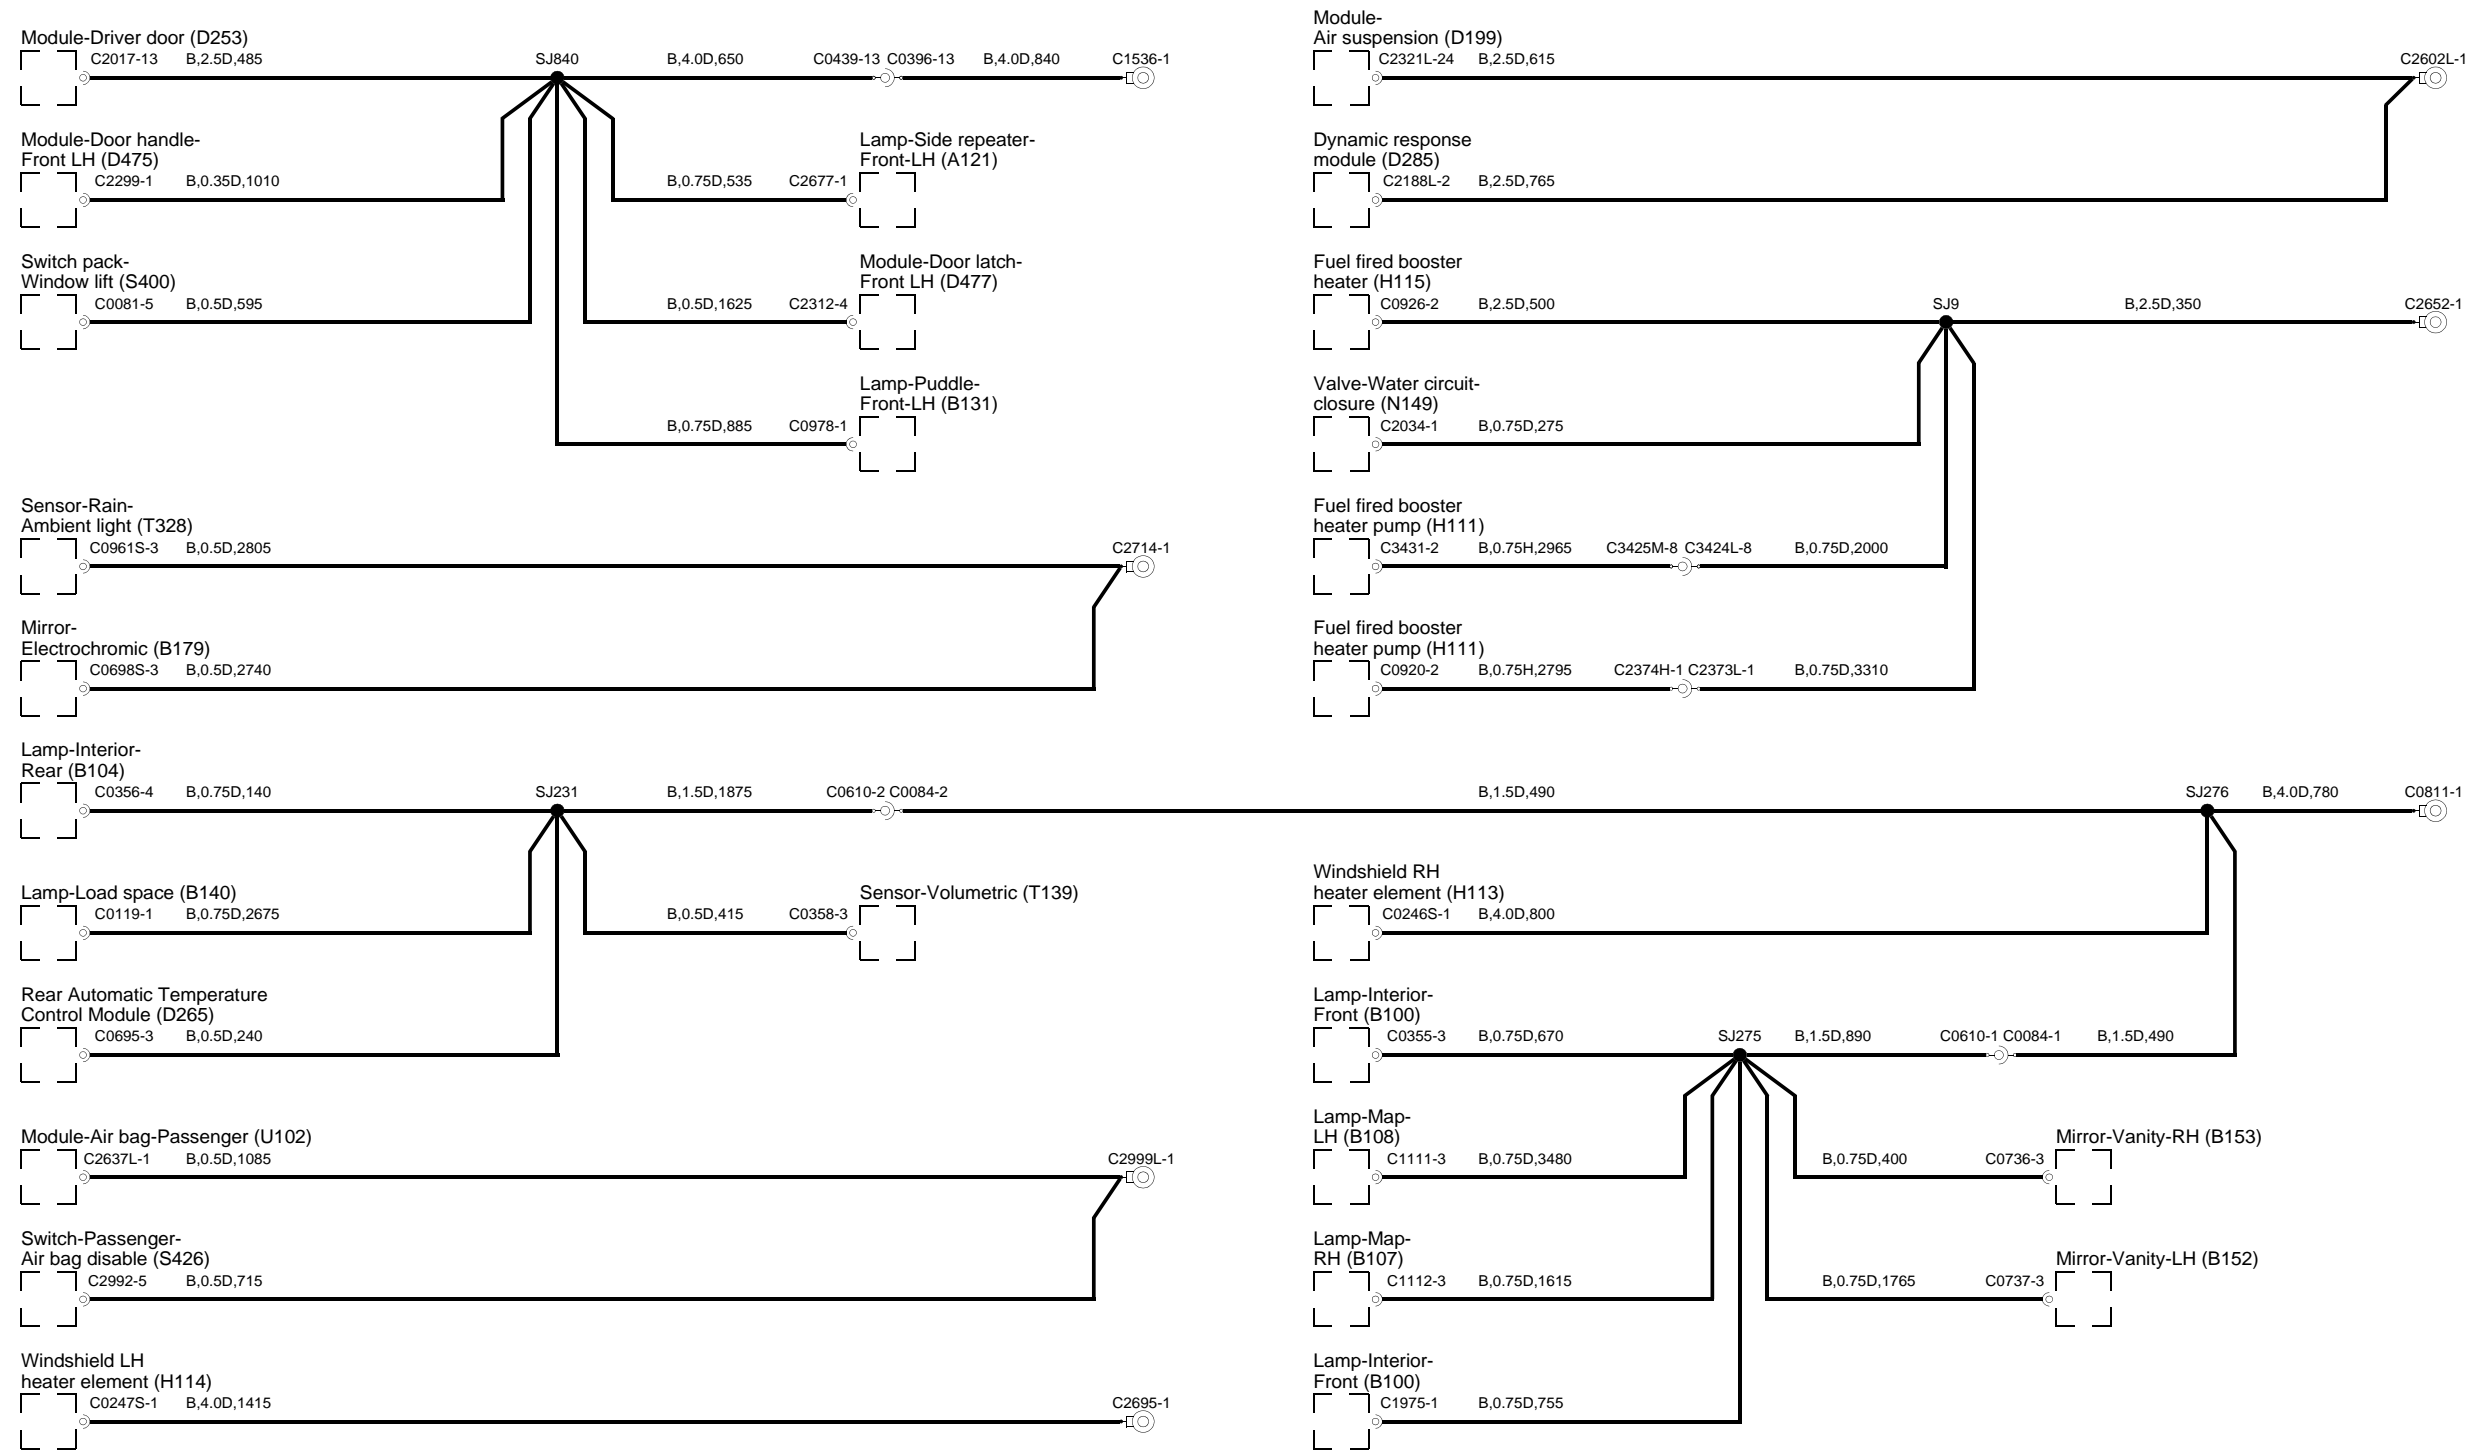 Module-Driver door (D253)
C2017-13 B,2.5D,485 SJ840 B,4.0D,650 C0439-13 C0396-13 B,4.0D,840 C1536-1
Module-Door handle-
Front LH (D475)
C2299-1 B,0.35D,1010
Lamp-Side repeater-
Front-LH (A121)
B,0.75D,535 C2677-1
Switch pack-
Window lift (S400)
C0081-5 B,0.5D,595
Module-Door latch-
Front LH (D477)
B,0.5D,1625 C2312-4
Lamp-Puddle-
Front-LH (B131)
B,0.75D,885 C0978-1
Sensor-Rain-
Ambient light (T328)
C0961S-3 B,0.5D,2805 C2714-1
Mirror-
Electrochromic (B179)
C0698S-3 B,0.5D,2740
Module-
Air suspension (D199)
C2321L-24 B,2.5D,615 C2602L-1
Dynamic response
module (D285)
C2188L-2 B,2.5D,765
Fuel fired booster
heater (H115)
C0926-2 B,2.5D,500 SJ9 B,2.5D,350 C2652-1
Valve-Water circuit-
closure (N149)
C2034-1 B,0.75D,275
Fuel fired booster
heater pump (H111)
C3431-2 B,0.75H,2965 C3425M-8 C3424L-8 B,0.75D,2000
Fuel fired booster
heater pump (H111)
C0920-2 B,0.75H,2795 C2374H-1 C2373L-1 B,0.75D,3310
Lamp-Interior-
Rear (B104)
C0356-4 B,0.75D,140 SJ231 B,1.5D,1875 C0610-2 C0084-2 B,1.5D,490 SJ276 B,4.0D,780 C0811-1
Lamp-Load space (B140)
C0119-1 B,0.75D,2675
Sensor-Volumetric (T139)
B,0.5D,415 C0358-3
Rear Automatic Temperature
Control Module (D265)
C0695-3 B,0.5D,240
Windshield RH
heater element (H113)
C0246S-1 B,4.0D,800
Lamp-Interior-
Front (B100)
C0355-3 B,0.75D,670 SJ275 B,1.5D,890 C0610-1 C0084-1 B,1.5D,490
Module-Air bag-Passenger (U102)
C2637L-1 B,0.5D,1085 C2999L-1
Switch-Passenger-
Air bag disable (S426)
C2992-5 B,0.5D,715
Windshield LH
heater element (H114)
C0247S-1 B,4.0D,1415 C2695-1
Lamp-Map-
LH (B108)
C1111-3 B,0.75D,3480
Mirror-Vanity-RH (B153)
B,0.75D,400 C0736-3
Lamp-Map-
RH (B107)
C1112-3 B,0.75D,1615
Mirror-Vanity-LH (B152)
B,0.75D,1765 C0737-3
Lamp-Interior-
Front (B100)
C1975-1 B,0.75D,755